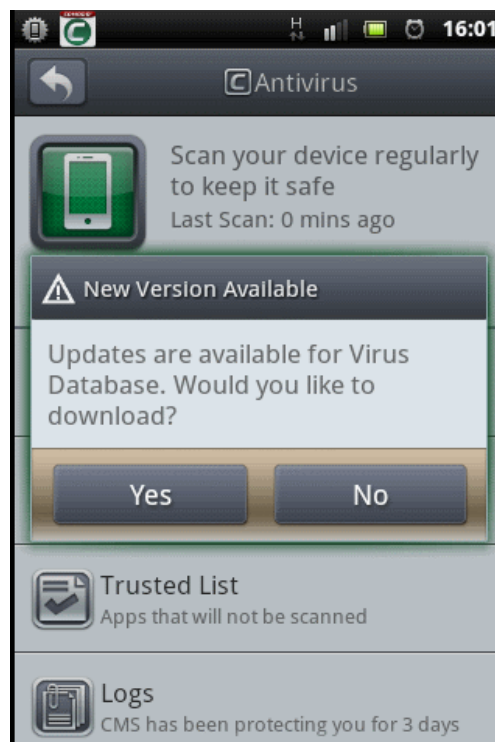 H
16:01
C Antivirus
Scan your device regularly
to keep it safe
Last Scan: 0 mins ago
New Version Available
Updates are available for Virus
Database. Would you like to
download?
Yes
No
Trusted List
Apps that will not be scanned
Logs
CMS has been protecting you for 3 days